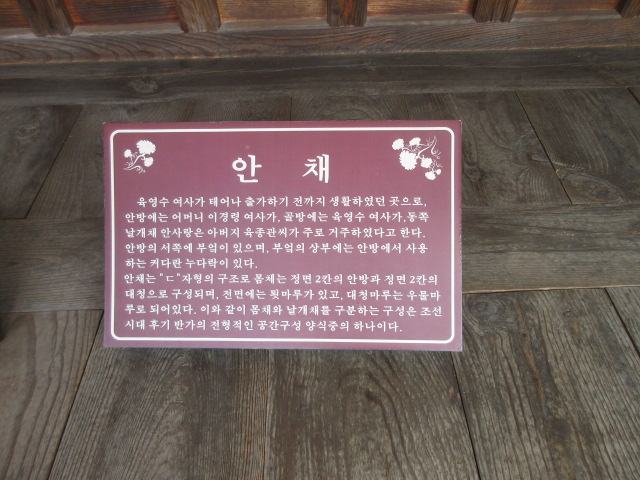 안 채
육영수 여사가 태어나 출가하기 전까지 생활하였던 곳으로,
안방에는 어머니 이경령 여사가, 골방에는 육영수 여사가,동쪽
날개채 안사랑은 아버지 육종관씨가 주로 거주하였다고 한다.
안방의 서쪽에 부엌이 있으며, 부엌의 상부에는 안방에서 사용
하는 커다란 누다락이 있다.
안채는 "ㄷ"자형의 구조로 몸체는 정면 2칸의 안방과 정면 2칸의
대청으로 구성되며, 전면에는 툇마루가 있고, 대청마루는 우물마
루로 되어있다. 이와 같이 몸채와 날개채를 구분하는 구성은 조선
시대 후기 반가의 전형적인 공간구성 양식중의 하나이다.